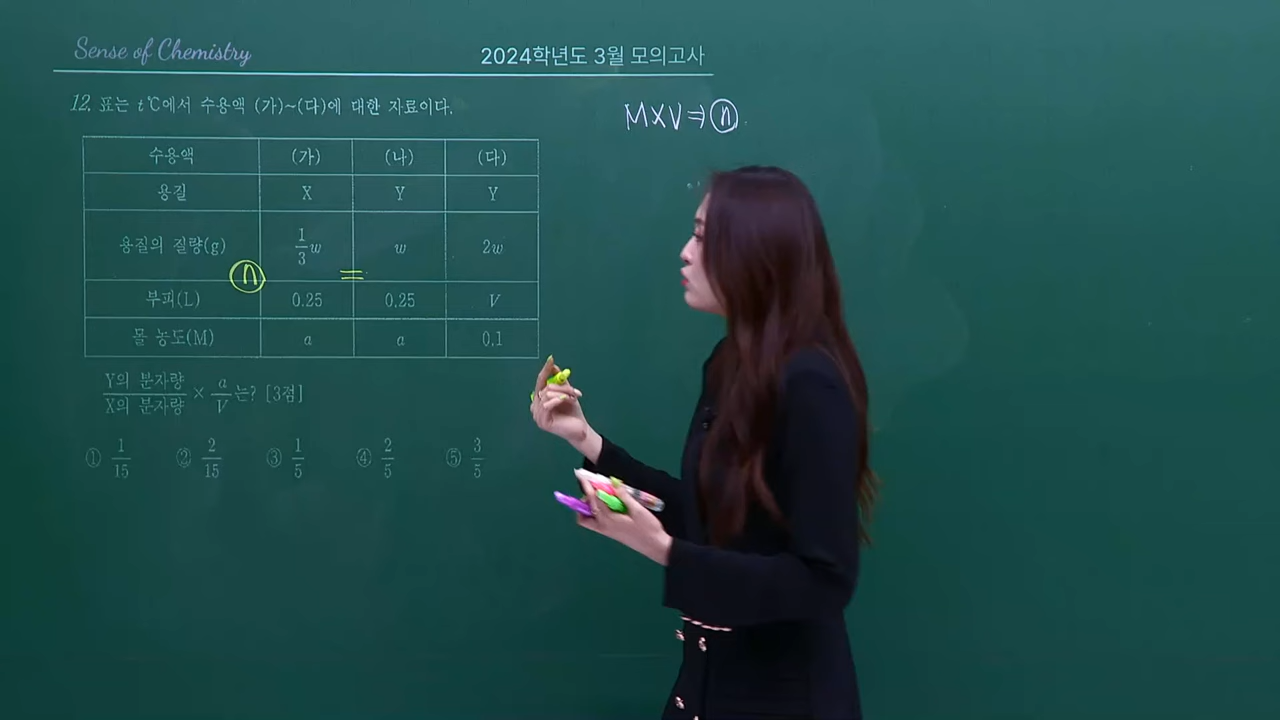 Sense of Chemistry
2024학년도 3월 모의고사
12. 표는 t℃에서 수용액 (가)~(다)에 대한 자료이다.
M×V⇒n
수용액 (가) (나) (다)
용질 X Y Y
용질의 질량(g) 1/3 w w 2w
n =
부피(L) 0.25 0.25 V
몰 농도(M) a a 0.1
Y의 분자량/X의 분자량 × a/V 는? [3점]
① 1/15 ② 2/15 ③ 1/5 ④ 2/5 ⑤ 3/5